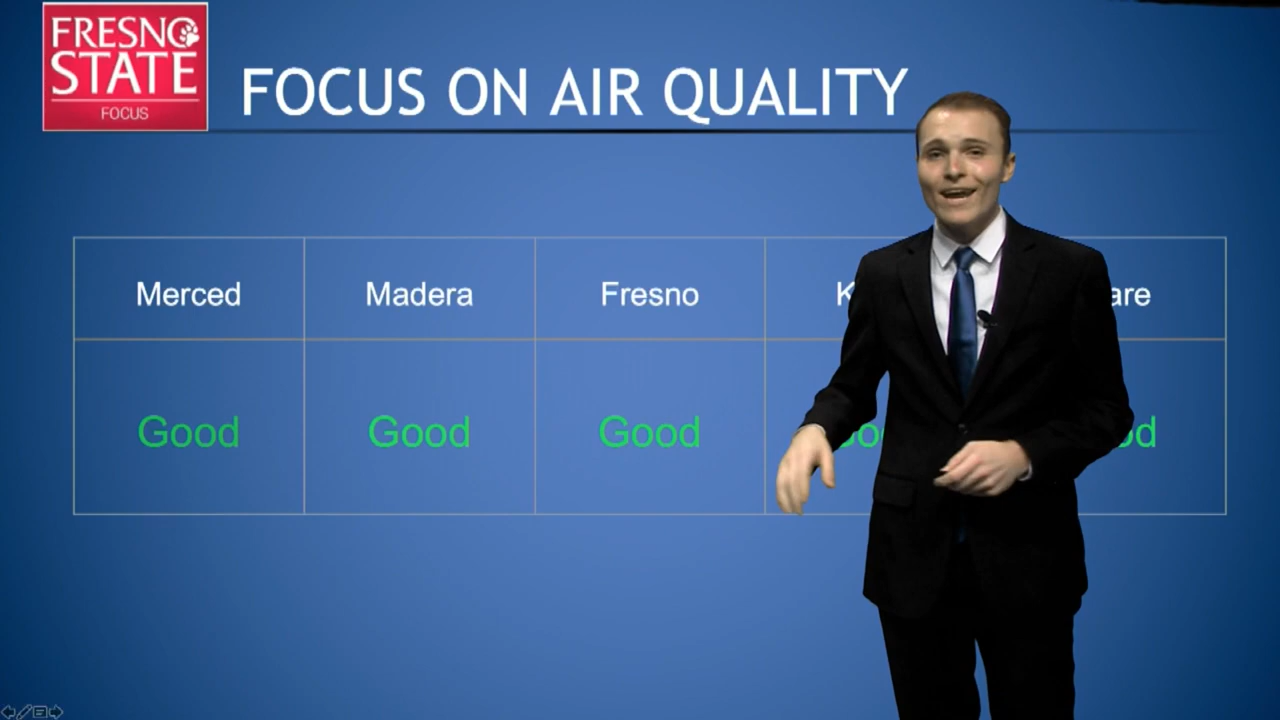 FRESNO
STATE
FOCUS
FOCUS ON AIR QUALITY
Merced Madera Fresno
Good Good Good